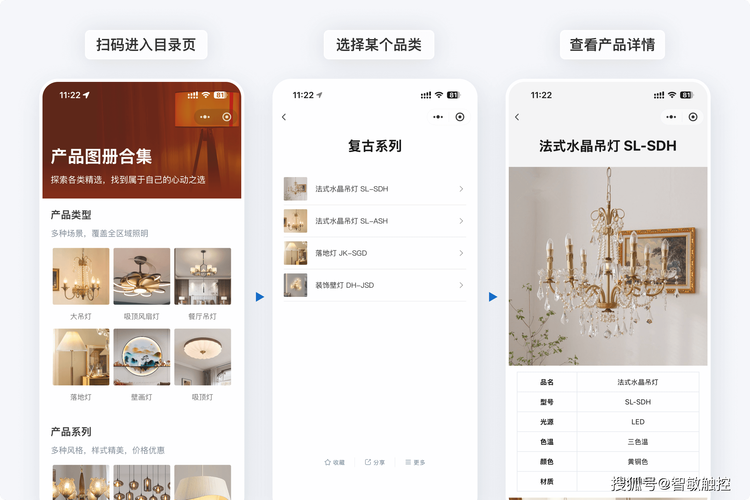 扫码进入目录页
选择某个品类
查看产品详情
11:22
81
产品图册合集
探索各类精选，找到属于自己的心动之选
产品类型
多种场景，覆盖全区域照明
大吊灯
吸顶风扇灯
餐厅吊灯
落地灯
壁画灯
吸顶灯
产品系列
多种风格，样式精美，价格优惠
11:22
81
复古系列
法式水晶吊灯 SL-SDH
法式水晶吊灯 SL-ASH
落地灯 JK-SGD
装饰壁灯 DH-JSD
收藏 分享 更多
11:22
81
法式水晶吊灯 SL-SDH
品名 法式水晶吊灯
型号 SL-SDH
光源 LED
色温 三色温
颜色 黄铜色
材质
搜狐号@智敏触控